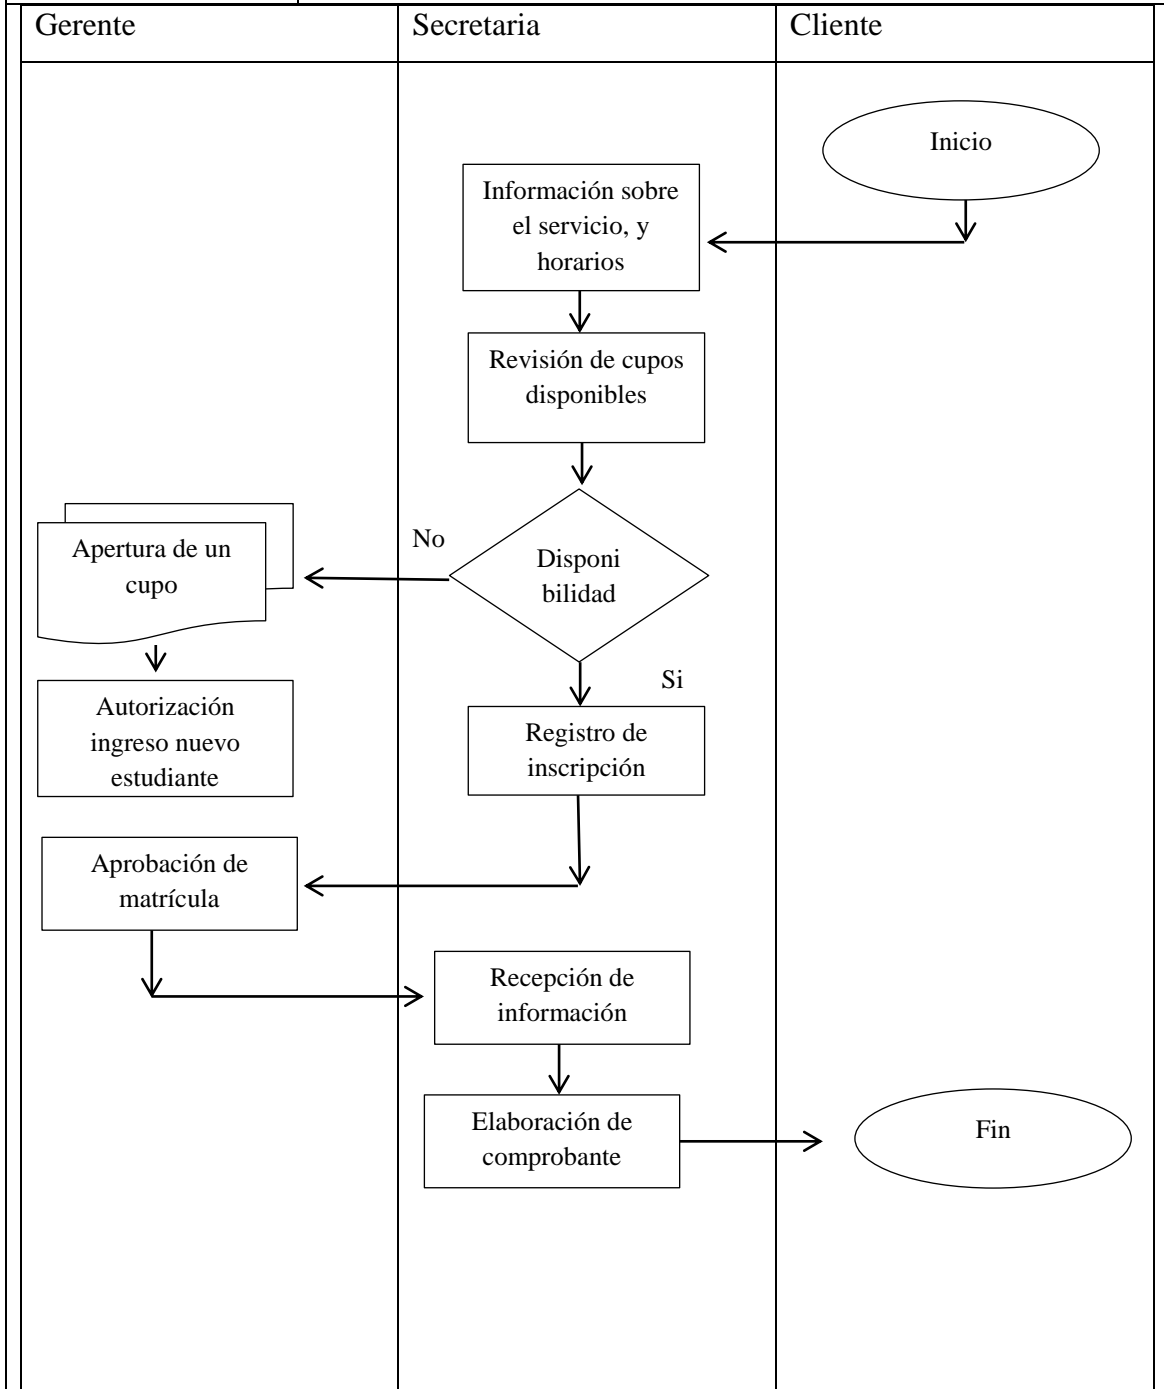 Gerente
Secretaria
Cliente
Inicio
Información sobre
el servicio, y
horarios
Revisión de cupos
disponibles
No
Disponi
bilidad
Apertura de un
cupo
Si
Autorización
ingreso nuevo
estudiante
Registro de
inscripción
Aprobación de
matrícula
Recepción de
información
Elaboración de
comprobante
Fin